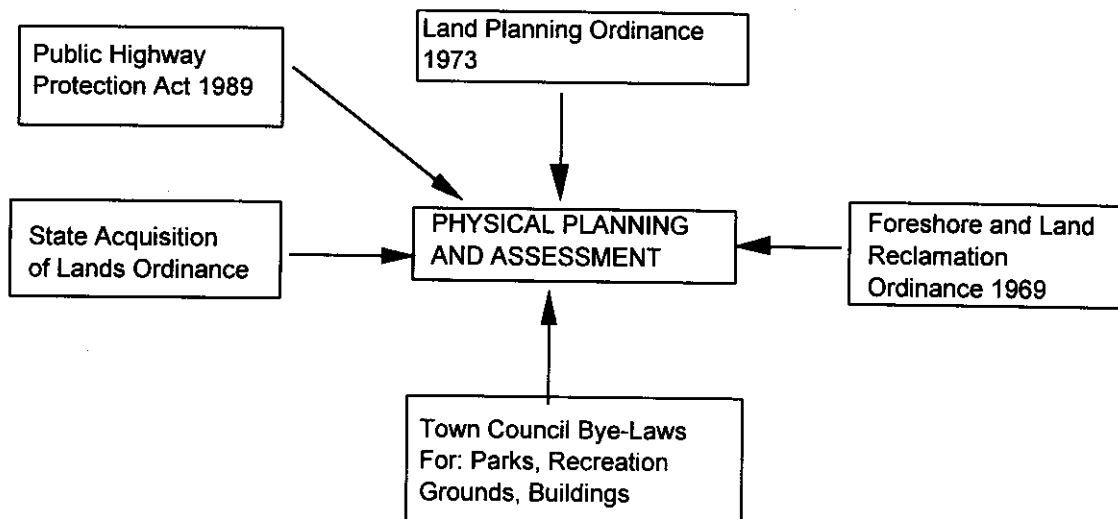 Land Planning Ordinance
1973
Public Highway
Protection Act 1989
State Acquisition
of Lands Ordinance
PHYSICAL PLANNING
AND ASSESSMENT
Foreshore and Land
Reclamation
Ordinance 1969
Town Council Bye-Laws
For: Parks, Recreation
Grounds, Buildings